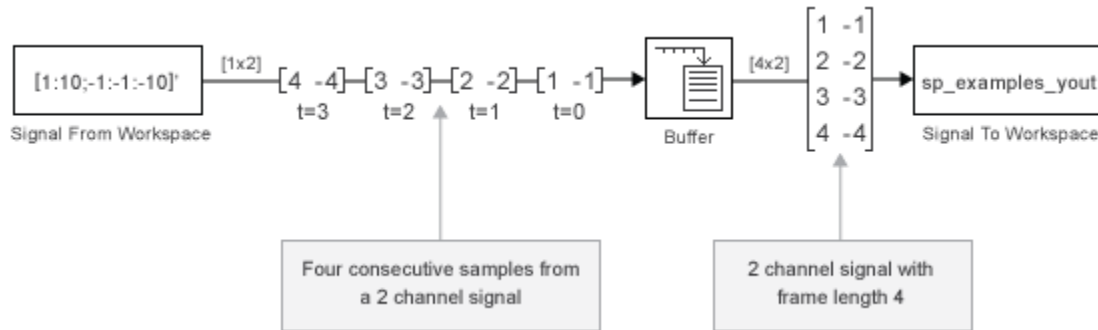 [1:10;-1:-1:-10]'
Signal From Workspace
[1x2]
[4 -4] [3 -3] [2 -2] [1 -1]
t=3 t=2 t=1 t=0
Buffer
[4x2]
1 -1
2 -2
3 -3
4 -4
sp_examples_yout
Signal To Workspace
Four consecutive samples from
a 2 channel signal
2 channel signal with
frame length 4